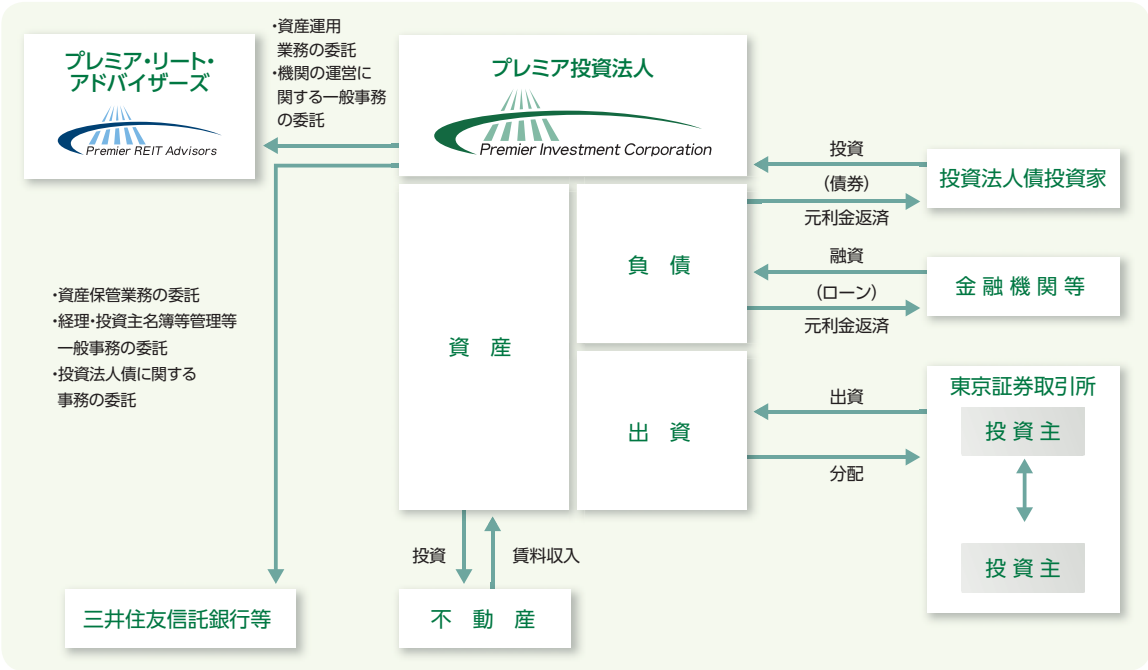 プレミア・リート・
アドバイザーズ
Premier REIT Advisors
・資産運用
業務の委託
・機関の運営に
関する一般事務
の委託
プレミア投資法人
Premier Investment Corporation
投資
(債券)
元利金返済
投資法人債投資家
負 債
融資
(ローン)
元利金返済
金融機関等
・資産保管業務の委託
・経理・投資主名簿等管理等
一般事務の委託
・投資法人債に関する
事務の委託
資 産
出 資
出資
分配
東京証券取引所
投資主
投資主
投資
賃料収入
三井住友信託銀行等
不 動 産